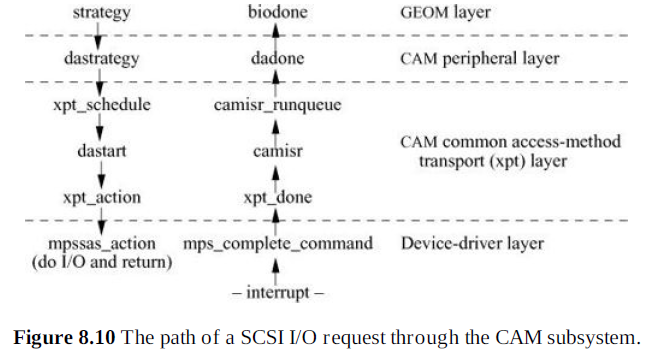 strategy biodone GEOM layer
dastrategy dadone CAM peripheral layer
xpt_schedule camisr_runqueue
dastart camisr CAM common access-method
transport (xpt) layer
xpt_action xpt_done
mpssas_action mps_complete_command Device-driver layer
(do I/O and return)
– interrupt –
Figure 8.10 The path of a SCSI I/O request through the CAM subsystem.